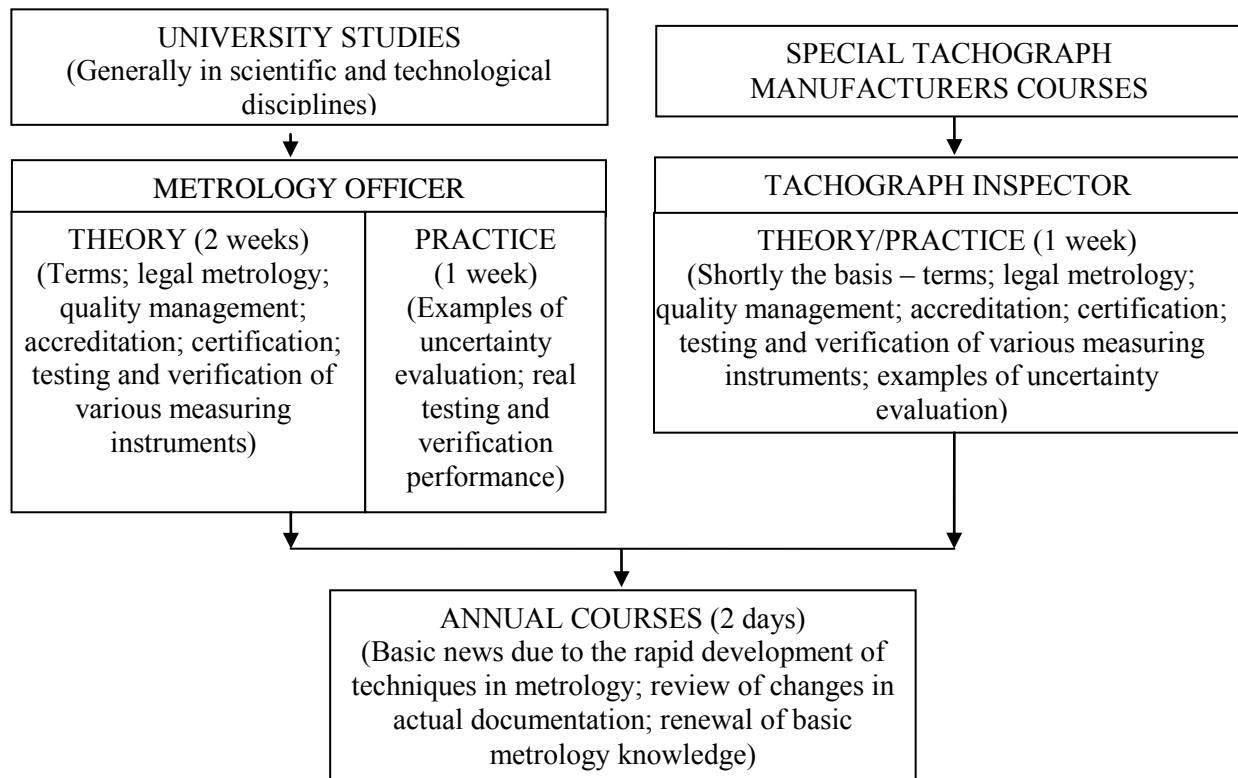 UNIVERSITY STUDIES
(Generally in scientific and technological
disciplines)
SPECIAL TACHOGRAPH
MANUFACTURERS COURSES
METROLOGY OFFICER
THEORY (2 weeks)
(Terms; legal metrology;
quality management;
accreditation; certification;
testing and verification of
various measuring
instruments)
PRACTICE
(1 week)
(Examples of
uncertainty
evaluation; real
testing and
verification
performance)
TACHOGRAPH INSPECTOR
THEORY/PRACTICE (1 week)
(Shortly the basis – terms; legal metrology;
quality management; accreditation; certification;
testing and verification of various measuring
instruments; examples of uncertainty
evaluation)
ANNUAL COURSES (2 days)
(Basic news due to the rapid development of
techniques in metrology; review of changes in
actual documentation; renewal of basic
metrology knowledge)